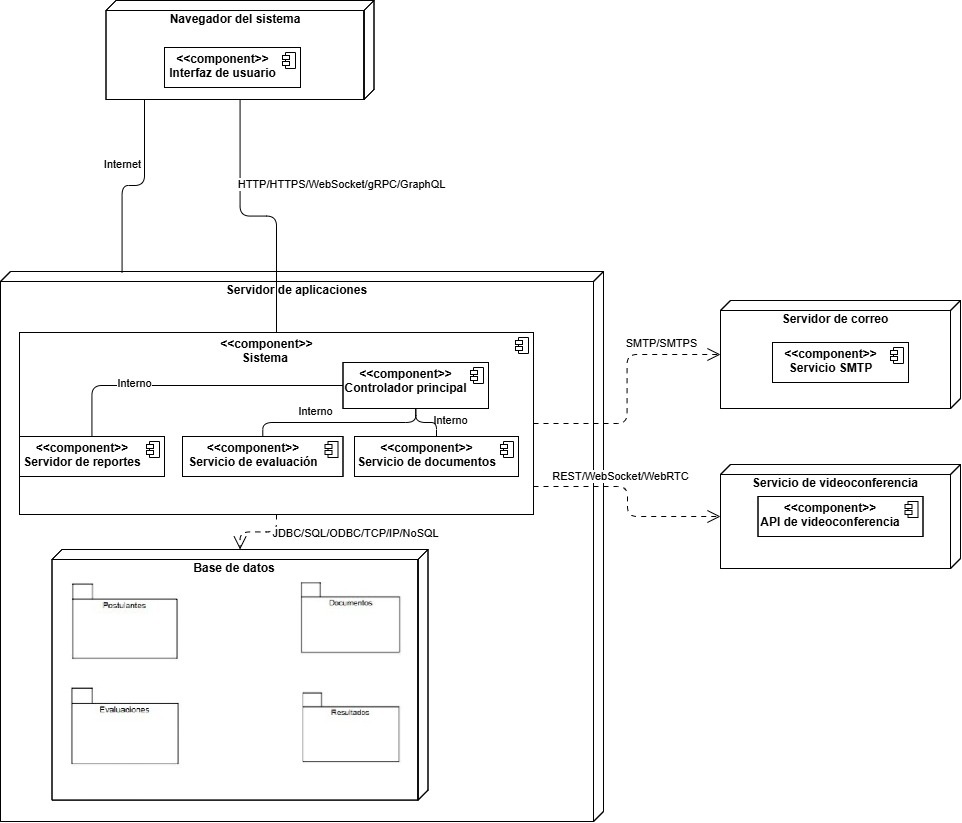 Navegador del sistema
<<component>>
Interfaz de usuario
Internet
HTTP/HTTPS/WebSocket/gRPC/GraphQL
Servidor de aplicaciones
<<component>>
Sistema
<<component>>
Controlador principal
Interno
Interno
Interno
<<component>>
Servidor de reportes
<<component>>
Servicio de evaluación
<<component>>
Servicio de documentos
SMTP/SMTPS
Servidor de correo
<<component>>
Servicio SMTP
REST/WebSocket/WebRTC
Servicio de videoconferencia
<<component>>
API de videoconferencia
JDBC/SQL/ODBC/TCP/IP/NoSQL
Base de datos
Postulantes
Documentos
Evaluaciones
Resultados